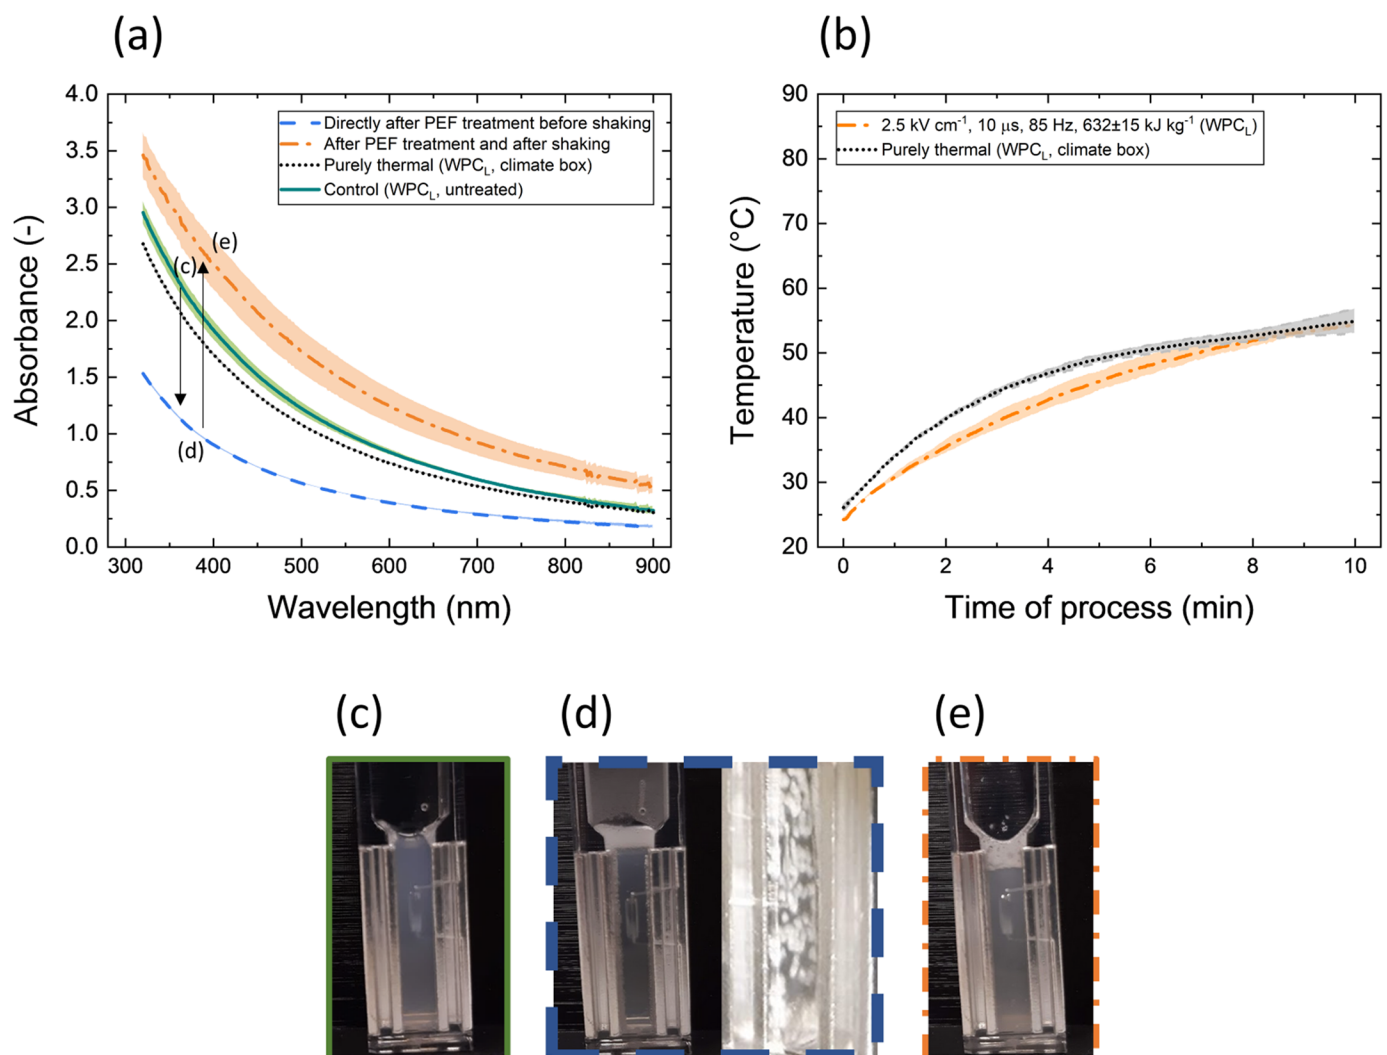 (a)
4.0
3.5
3.0
2.5
2.0
1.5
1.0
0.5
0.0
300
400
500
600
700
800
900
Absorbance (-)
Wavelength (nm)
Directly after PEF treatment before shaking
After PEF treatment and after shaking
Purely thermal (WPC_L, climate box)
Control (WPC_L, untreated)
(e)
(c)
(d)
(b)
90
80
70
60
50
40
30
20
0
2
4
6
8
10
Temperature (°C)
Time of process (min)
2.5 kV cm⁻¹, 10 μs, 85 Hz, 632±15 kJ kg⁻¹ (WPC_L)
Purely thermal (WPC_L, climate box)
(c)
(d)
(e)